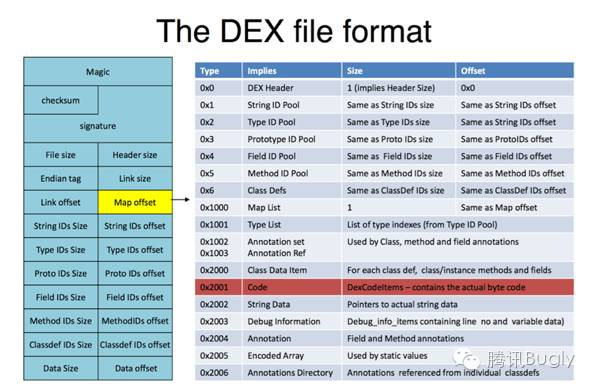 The DEX file format
Magic
checksum
signature
File size Header size
Endian tag Link size
Link offset Map offset
String IDs Size String IDs offset
Type IDs Size Type IDs offset
Proto IDs Size Proto IDs offset
Field IDs Size Field IDs offset
Method IDs Size MethodIDs offset
Classdef IDs Size Classdef IDs offset
Data Size Data offset
Type Implies Size Offset
0x0 DEX Header 1 (implies Header Size) 0x0
0x1 String ID Pool Same as String IDs size Same as String IDs offset
0x2 Type ID Pool Same as Type IDs size Same as Type IDs offset
0x3 Prototype ID Pool Same as Proto IDs size Same as ProtoIDs offset
0x4 Field ID Pool Same as Field IDs size Same as Field IDs offset
0x5 Method ID Pool Same as Method IDs size Same as Method IDs offset
0x6 Class Defs Same as ClassDef IDs size Same as ClassDef IDs offset
0x1000 Map List 1 Same as Map offset
0x1001 Type List List of type indexes (from Type ID Pool)
0x1002 Annotation set Used by Class, method and field annotations
0x1003 Annotation Ref
0x2000 Class Data Item For each class def, class/instance methods and fields
0x2001 Code DexCodeItems – contains the actual byte code
0x2002 String Data Pointers to actual string data
0x2003 Debug Information Debug_info_items containing line no and variable data)
0x2004 Annotation Field and Method annotations
0x2005 Encoded Array Used by static values
0x2006 Annotations Directory Annotations referenced from individual classdefs
腾讯Bugly